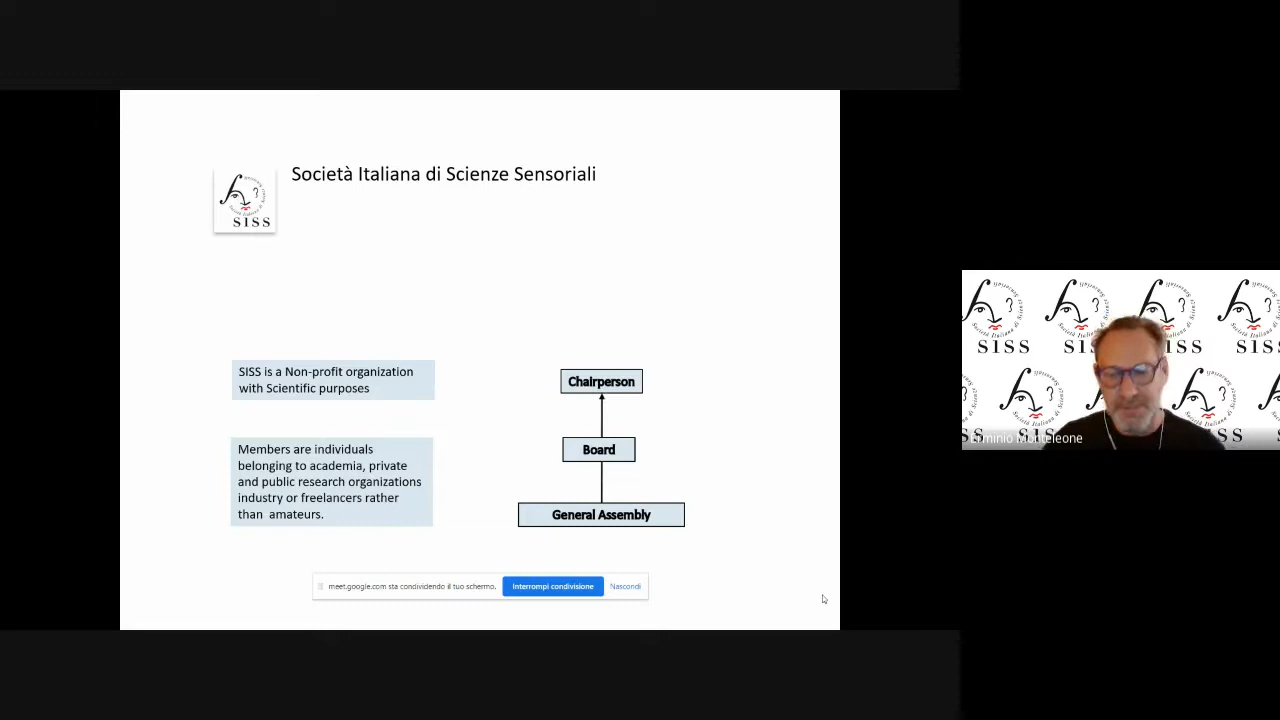 Società Italiana di Scienze Sensoriali
SISS
SISS is a Non-profit organization
with Scientific purposes
Members are individuals
belonging to academia, private
and public research organizations
industry or freelancers rather
than amateurs.
Chairperson
Board
General Assembly
meet.google.com sta condividendo il tuo schermo.
Interrompi condivisione
Nascondi
SISS
SISS
SISS
Erminio Monteleone